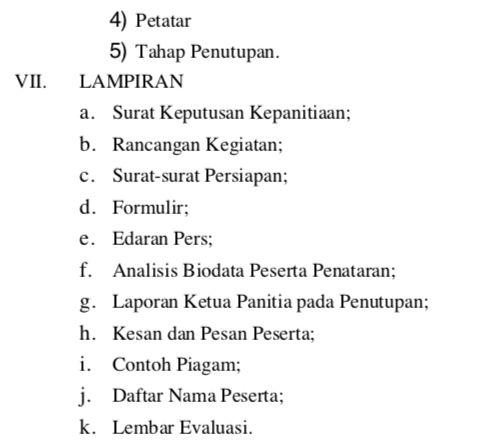 4) Petatar
5) Tahap Penutupan.
VII. LAMPIRAN
a. Surat Keputusan Kepanitiaan;
b. Rancangan Kegiatan;
c. Surat-surat Persiapan;
d. Formulir;
e. Edaran Pers;
f. Analisis Biodata Peserta Penataran;
g. Laporan Ketua Panitia pada Penutupan;
h. Kesan dan Pesan Peserta;
i. Contoh Piagam;
j. Daftar Nama Peserta;
k. Lembar Evaluasi.